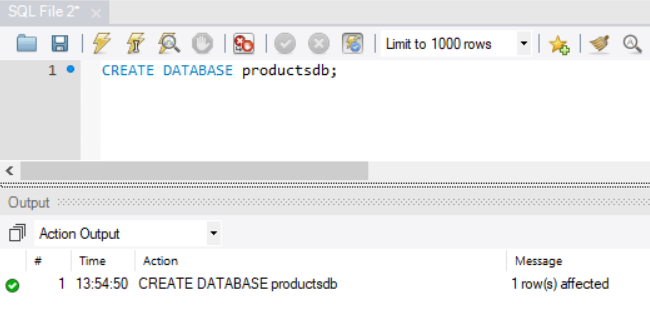 SQL File 2* ×
Limit to 1000 rows
1 CREATE DATABASE productsdb;
Output
Action Output
# Time Action Message
1 13:54:50 CREATE DATABASE productsdb 1 row(s) affected